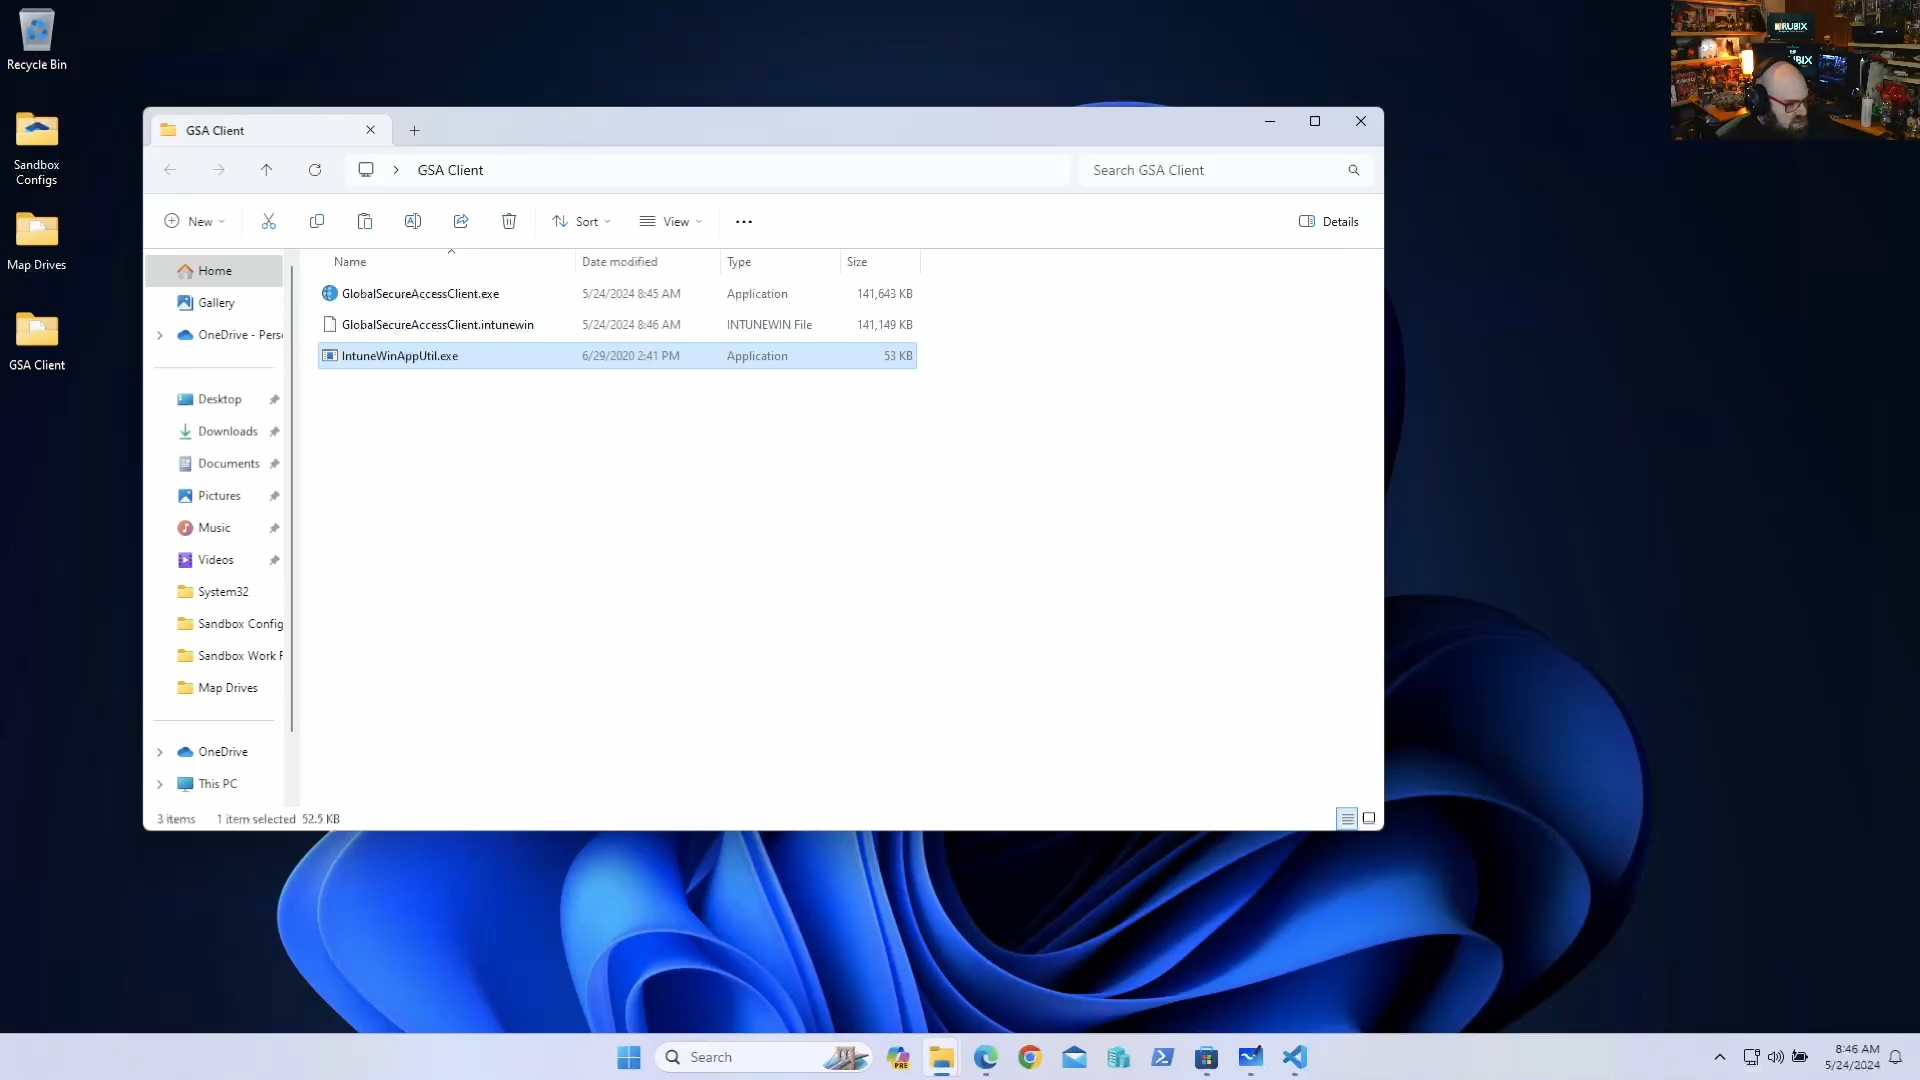 Recycle Bin
Sandbox
Configs
Map Drives
GSA Client
GSA Client
GSA Client
Search GSA Client
New
Sort
View
Details
Name
Date modified
Type
Size
GlobalSecureAccessClient.exe
5/24/2024 8:45 AM
Application
141,643 KB
GlobalSecureAccessClient.intunewin
5/24/2024 8:46 AM
INTUNEWIN File
141,149 KB
IntuneWinAppUtil.exe
6/29/2020 2:41 PM
Application
53 KB
Home
Gallery
OneDrive - Pers
Desktop
Downloads
Documents
Pictures
Music
Videos
System32
Sandbox Config
Sandbox Work F
Map Drives
OneDrive
This PC
3 items
1 item selected 52.5 KB
RUBIX
Search
PRE
8:46 AM
5/24/2024